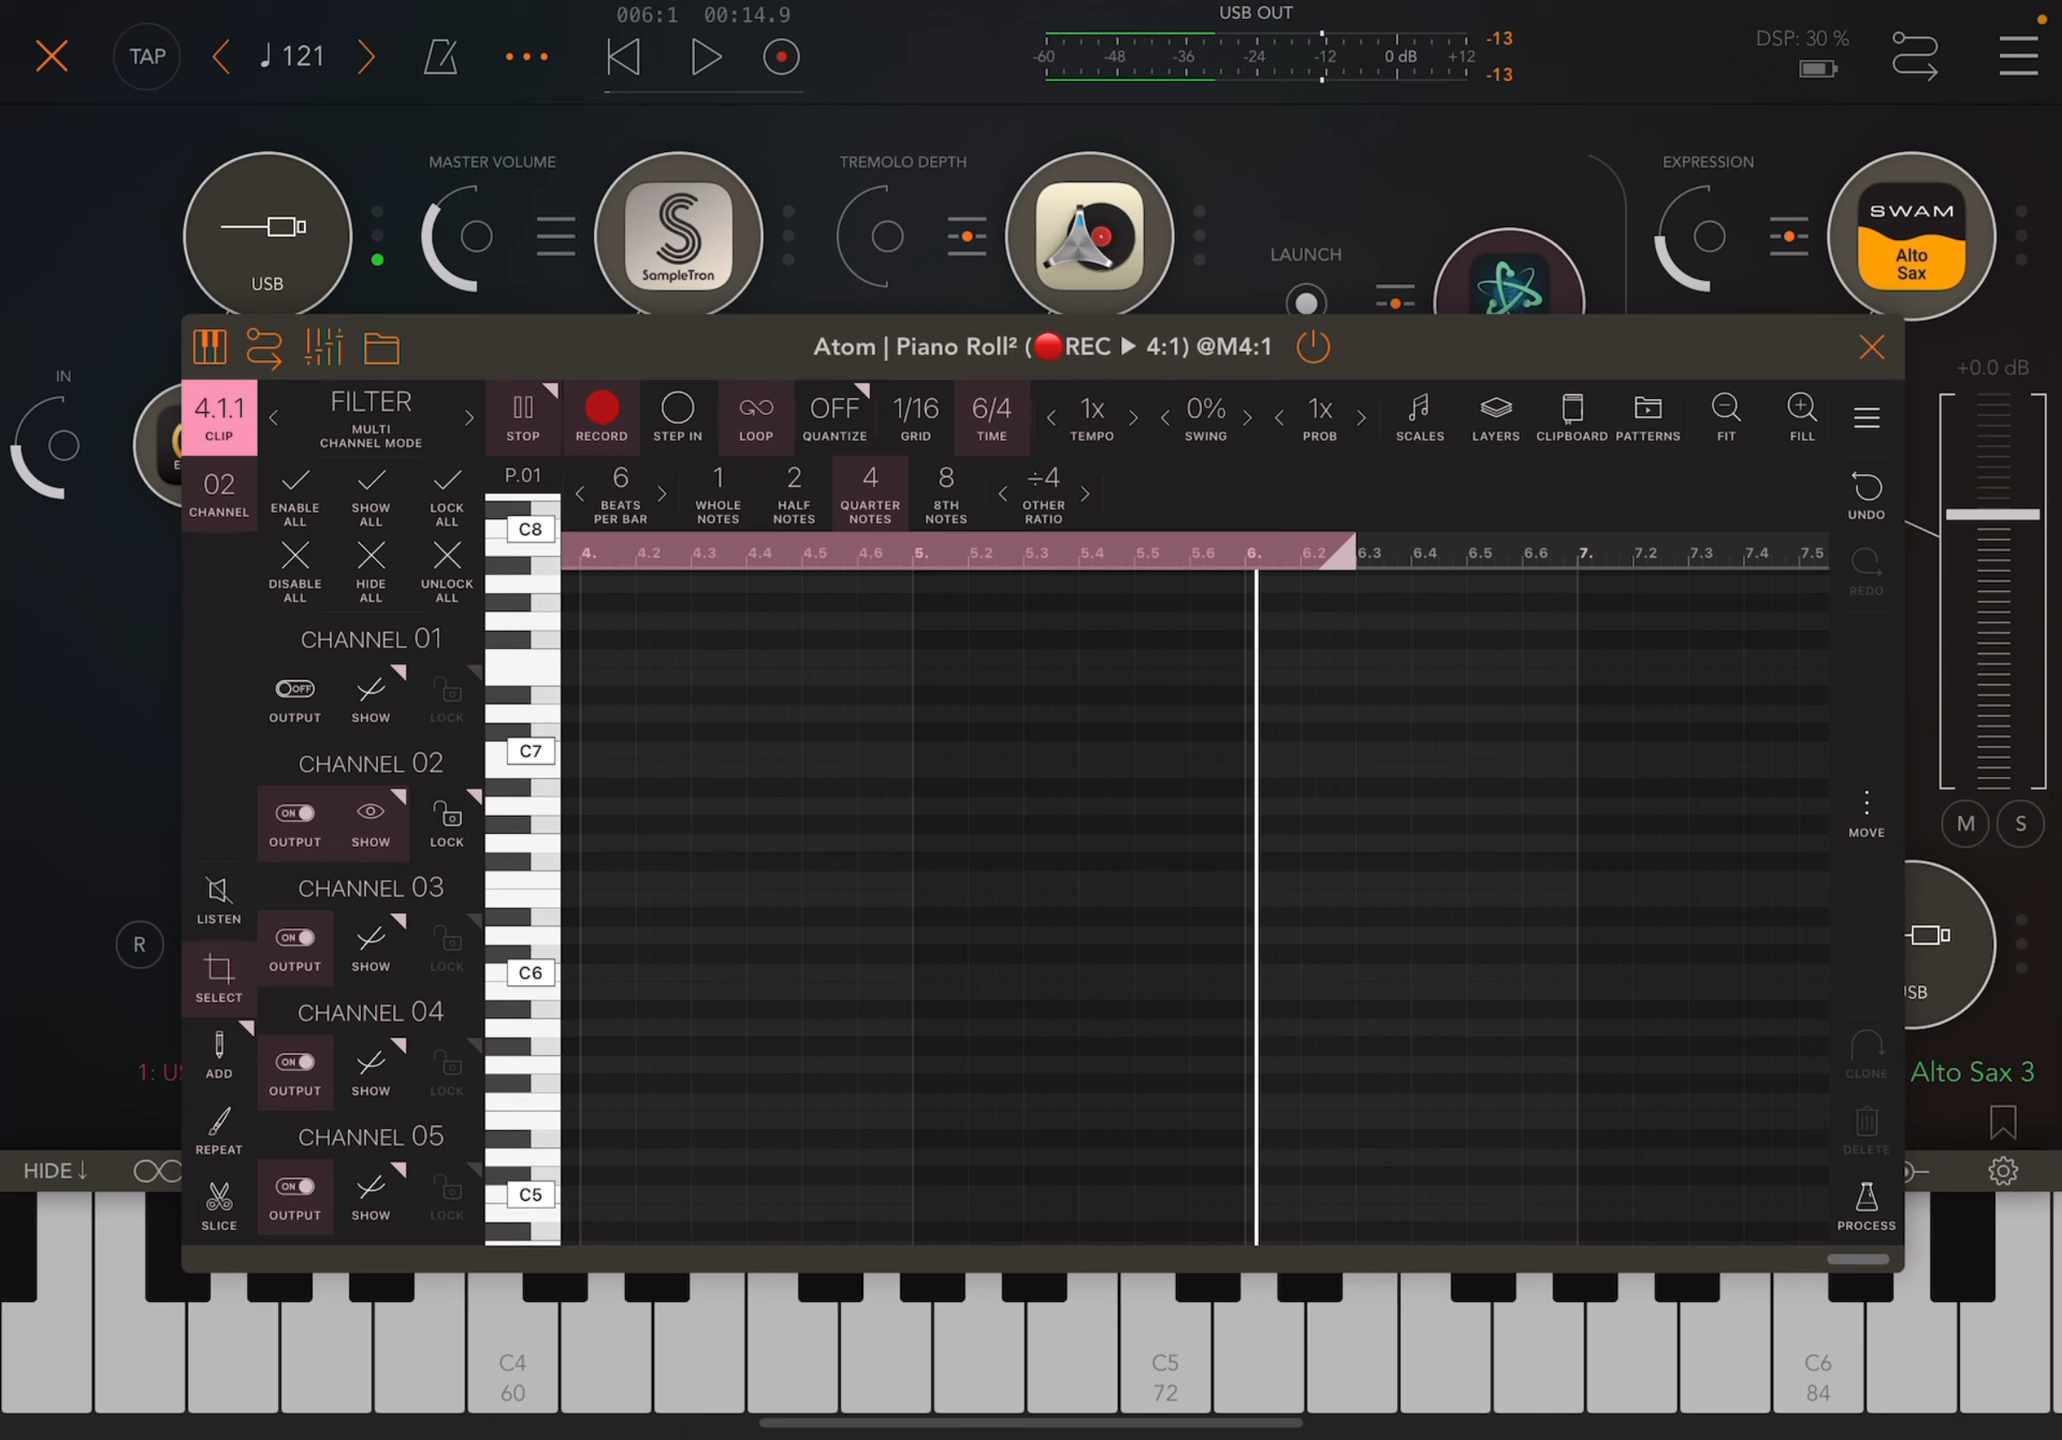 006:1 00:14.9
USB OUT
TAP
121
-60 -48 -36 -24 -12 0 dB +12
-13
-13
DSP: 30 %
MASTER VOLUME
TREMOLO DEPTH
EXPRESSION
USB
SampleTron
LAUNCH
SWAM
Alto
Sax
IN
+0.0 dB
Atom | Piano Roll² (🔴REC ▶ 4:1) @M4:1
4.1.1
CLIP
FILTER
MULTI
CHANNEL MODE
STOP
RECORD
STEP IN
LOOP
OFF
QUANTIZE
1/16
GRID
6/4
TIME
1x
TEMPO
0%
SWING
1x
PROB
SCALES
LAYERS
CLIPBOARD
PATTERNS
FIT
FILL
02
CHANNEL
ENABLE
ALL
SHOW
ALL
LOCK
ALL
P.01
6
BEATS
PER BAR
1
WHOLE
NOTES
2
HALF
NOTES
4
QUARTER
NOTES
8
8TH
NOTES
÷4
OTHER
RATIO
UNDO
4. 4.2 4.3 4.4 4.5 4.6 5. 5.2 5.3 5.4 5.5 5.6 6. 6.2 6.3 6.4 6.5 6.6 7. 7.2 7.3 7.4 7.5
DISABLE
ALL
HIDE
ALL
UNLOCK
ALL
REDO
C8
C7
C6
C5
CHANNEL 01
OFF
OUTPUT
SHOW
LOCK
CHANNEL 02
ON
OUTPUT
SHOW
LOCK
MOVE
M
S
CHANNEL 03
ON
OUTPUT
SHOW
LOCK
LISTEN
R
SELECT
CHANNEL 04
ON
OUTPUT
SHOW
LOCK
ADD
CHANNEL 05
ON
OUTPUT
SHOW
LOCK
REPEAT
SLICE
CLONE
DELETE
PROCESS
SB
1: US
Alto Sax 3
HIDE↓
C4
60
C5
72
C6
84